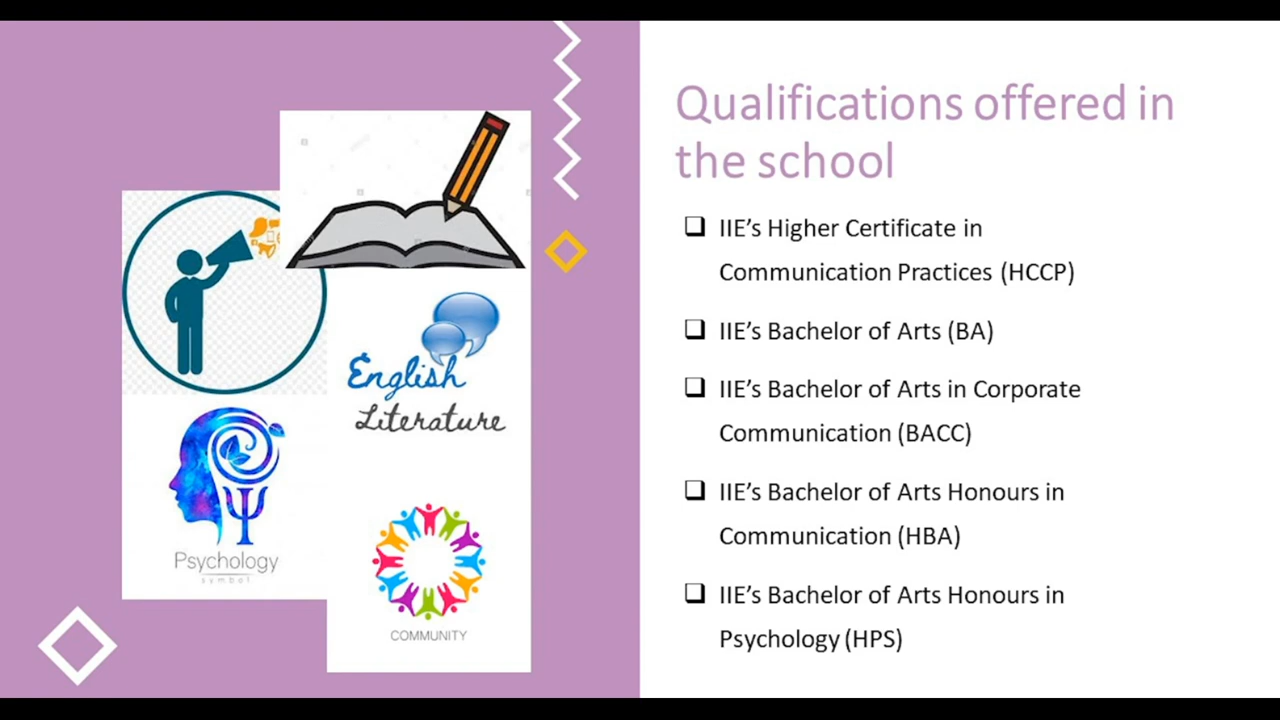 Qualifications offered in
the school
IIE's Higher Certificate in
Communication Practices (HCCP)
IIE's Bachelor of Arts (BA)
IIE's Bachelor of Arts in Corporate
Communication (BACC)
IIE's Bachelor of Arts Honours in
Communication (HBA)
IIE's Bachelor of Arts Honours in
Psychology (HPS)
English
Literature
Psychology
symbol
COMMUNITY